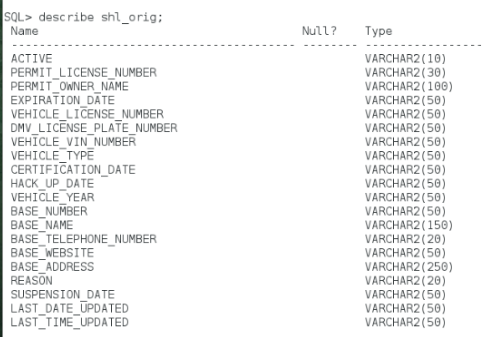 SQL> describe shl_orig;
Name Null? Type
----------------------------------------- -------- ----------------
ACTIVE VARCHAR2(10)
PERMIT_LICENSE_NUMBER VARCHAR2(30)
PERMIT_OWNER_NAME VARCHAR2(100)
EXPIRATION_DATE VARCHAR2(50)
VEHICLE_LICENSE_NUMBER VARCHAR2(50)
DMV_LICENSE_PLATE_NUMBER VARCHAR2(50)
VEHICLE_VIN_NUMBER VARCHAR2(50)
VEHICLE_TYPE VARCHAR2(50)
CERTIFICATION_DATE VARCHAR2(50)
HACK_UP_DATE VARCHAR2(50)
VEHICLE_YEAR VARCHAR2(50)
BASE_NUMBER VARCHAR2(50)
BASE_NAME VARCHAR2(150)
BASE_TELEPHONE_NUMBER VARCHAR2(20)
BASE_WEBSITE VARCHAR2(50)
BASE_ADDRESS VARCHAR2(250)
REASON VARCHAR2(20)
SUSPENSION_DATE VARCHAR2(50)
LAST_DATE_UPDATED VARCHAR2(50)
LAST_TIME_UPDATED VARCHAR2(50)